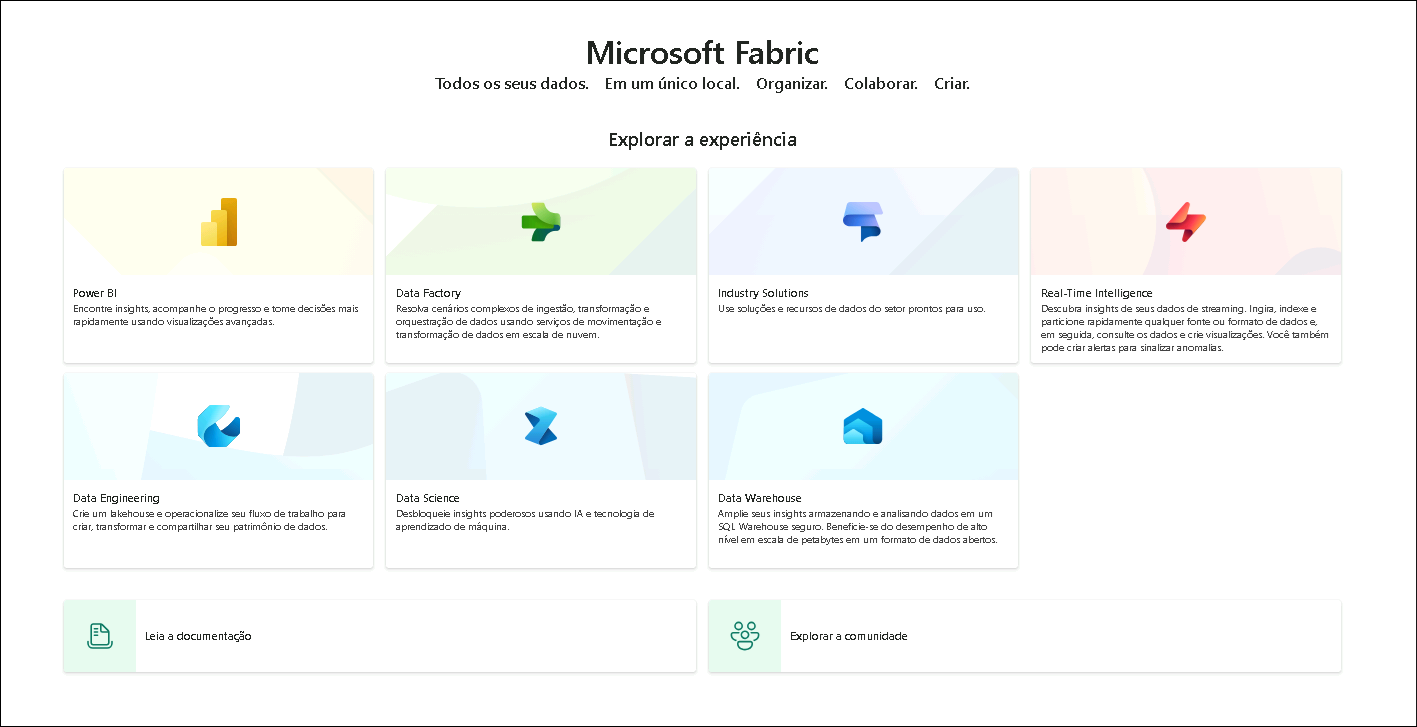 Microsoft Fabric
Todos os seus dados. Em um único local. Organizar. Colaborar. Criar.
Explorar a experiência
Power BI
Encontre insights, acompanhe o progresso e tome decisões mais
rapidamente usando visualizações avançadas.
Data Factory
Resolva cenários complexos de ingestão, transformação e
orquestração de dados usando serviços de movimentação e
transformação de dados em escala de nuvem.
Industry Solutions
Use soluções e recursos de dados do setor prontos para uso.
Real-Time Intelligence
Descubra insights de seus dados de streaming. Ingira, indexe e
particione rapidamente qualquer fonte ou formato de dados e,
em seguida, consulte os dados e crie visualizações. Você também
pode criar alertas para sinalizar anomalias.
Data Engineering
Crie um lakehouse e operacionalize seu fluxo de trabalho para
criar, transformar e compartilhar seu patrimônio de dados.
Data Science
Desbloqueie insights poderosos usando IA e tecnologia de
aprendizado de máquina.
Data Warehouse
Amplie seus insights armazenando e analisando dados em um
SQL Warehouse seguro. Beneficie-se do desempenho de alto
nível em escala de petabytes em um formato de dados abertos.
Leia a documentação
Explorar a comunidade